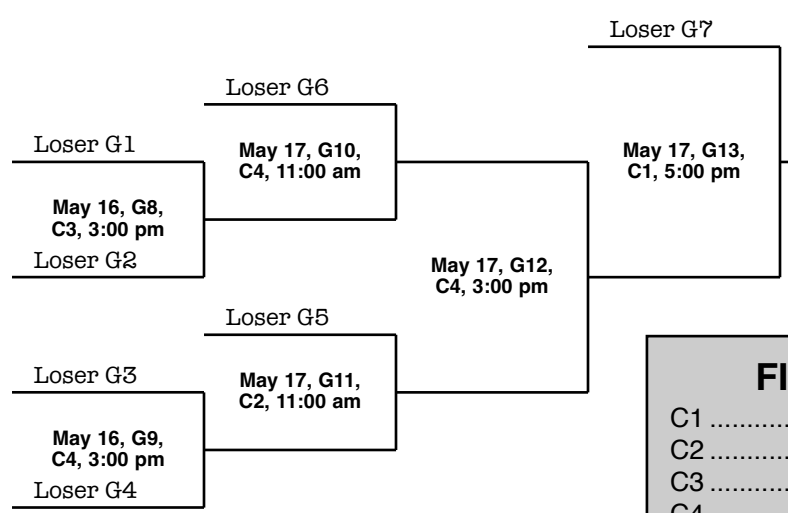 Loser G7
Loser G6
Loser G1
May 17, G10,
C4, 11:00 am
May 17, G13,
C1, 5:00 pm
May 16, G8,
C3, 3:00 pm
Loser G2
May 17, G12,
C4, 3:00 pm
Loser G5
Loser G3
May 17, G11,
C2, 11:00 am
FI
C1 ............
C2 ............
May 16, G9,
C4, 3:00 pm
C3 ............
Loser G4
C4